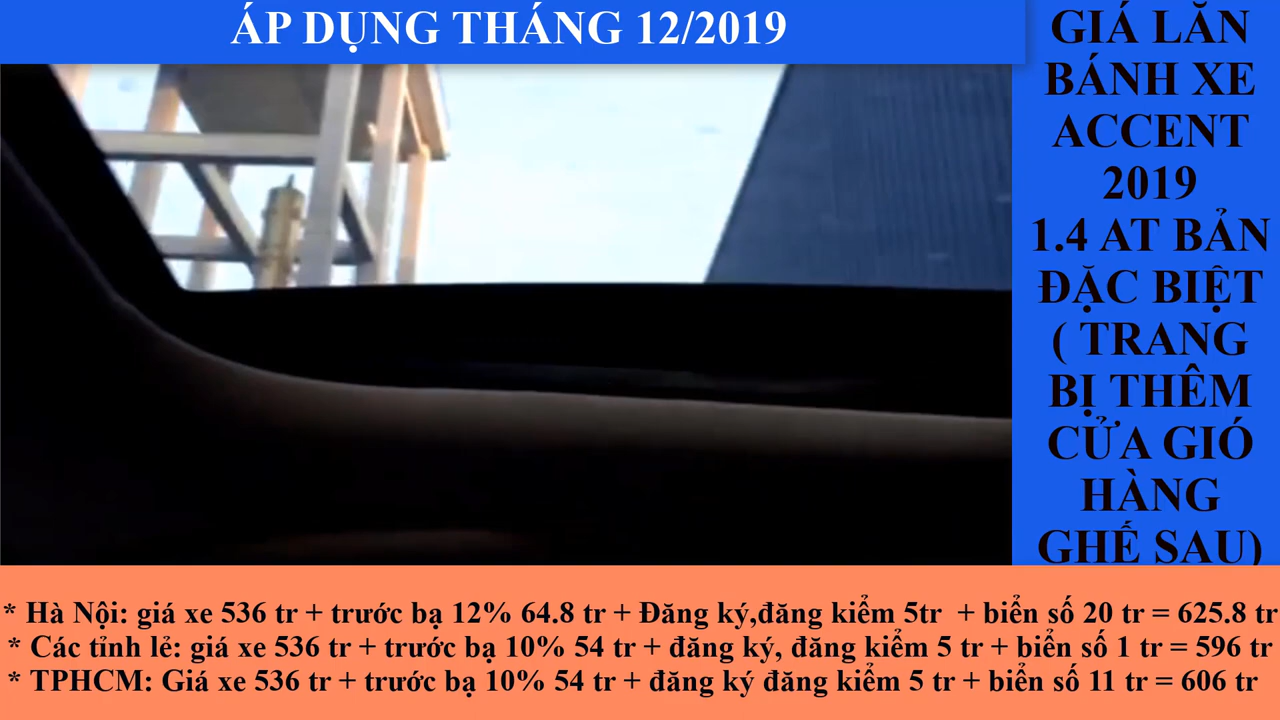 ÁP DỤNG THÁNG 12/2019
GIÁ LĂN
BÁNH XE
ACCENT
2019
1.4 AT BẢN
ĐẶC BIỆT
( TRANG
BỊ THÊM
CỬA GIÓ
HÀNG
GHẾ SAU)
* Hà Nội: giá xe 536 tr + trước bạ 12% 64.8 tr + Đăng ký,đăng kiểm 5tr + biển số 20 tr = 625.8 tr
* Các tỉnh lẻ: giá xe 536 tr + trước bạ 10% 54 tr + đăng ký, đăng kiểm 5 tr + biển số 1 tr = 596 tr
* TPHCM: Giá xe 536 tr + trước bạ 10% 54 tr + đăng ký đăng kiểm 5 tr + biển số 11 tr = 606 tr